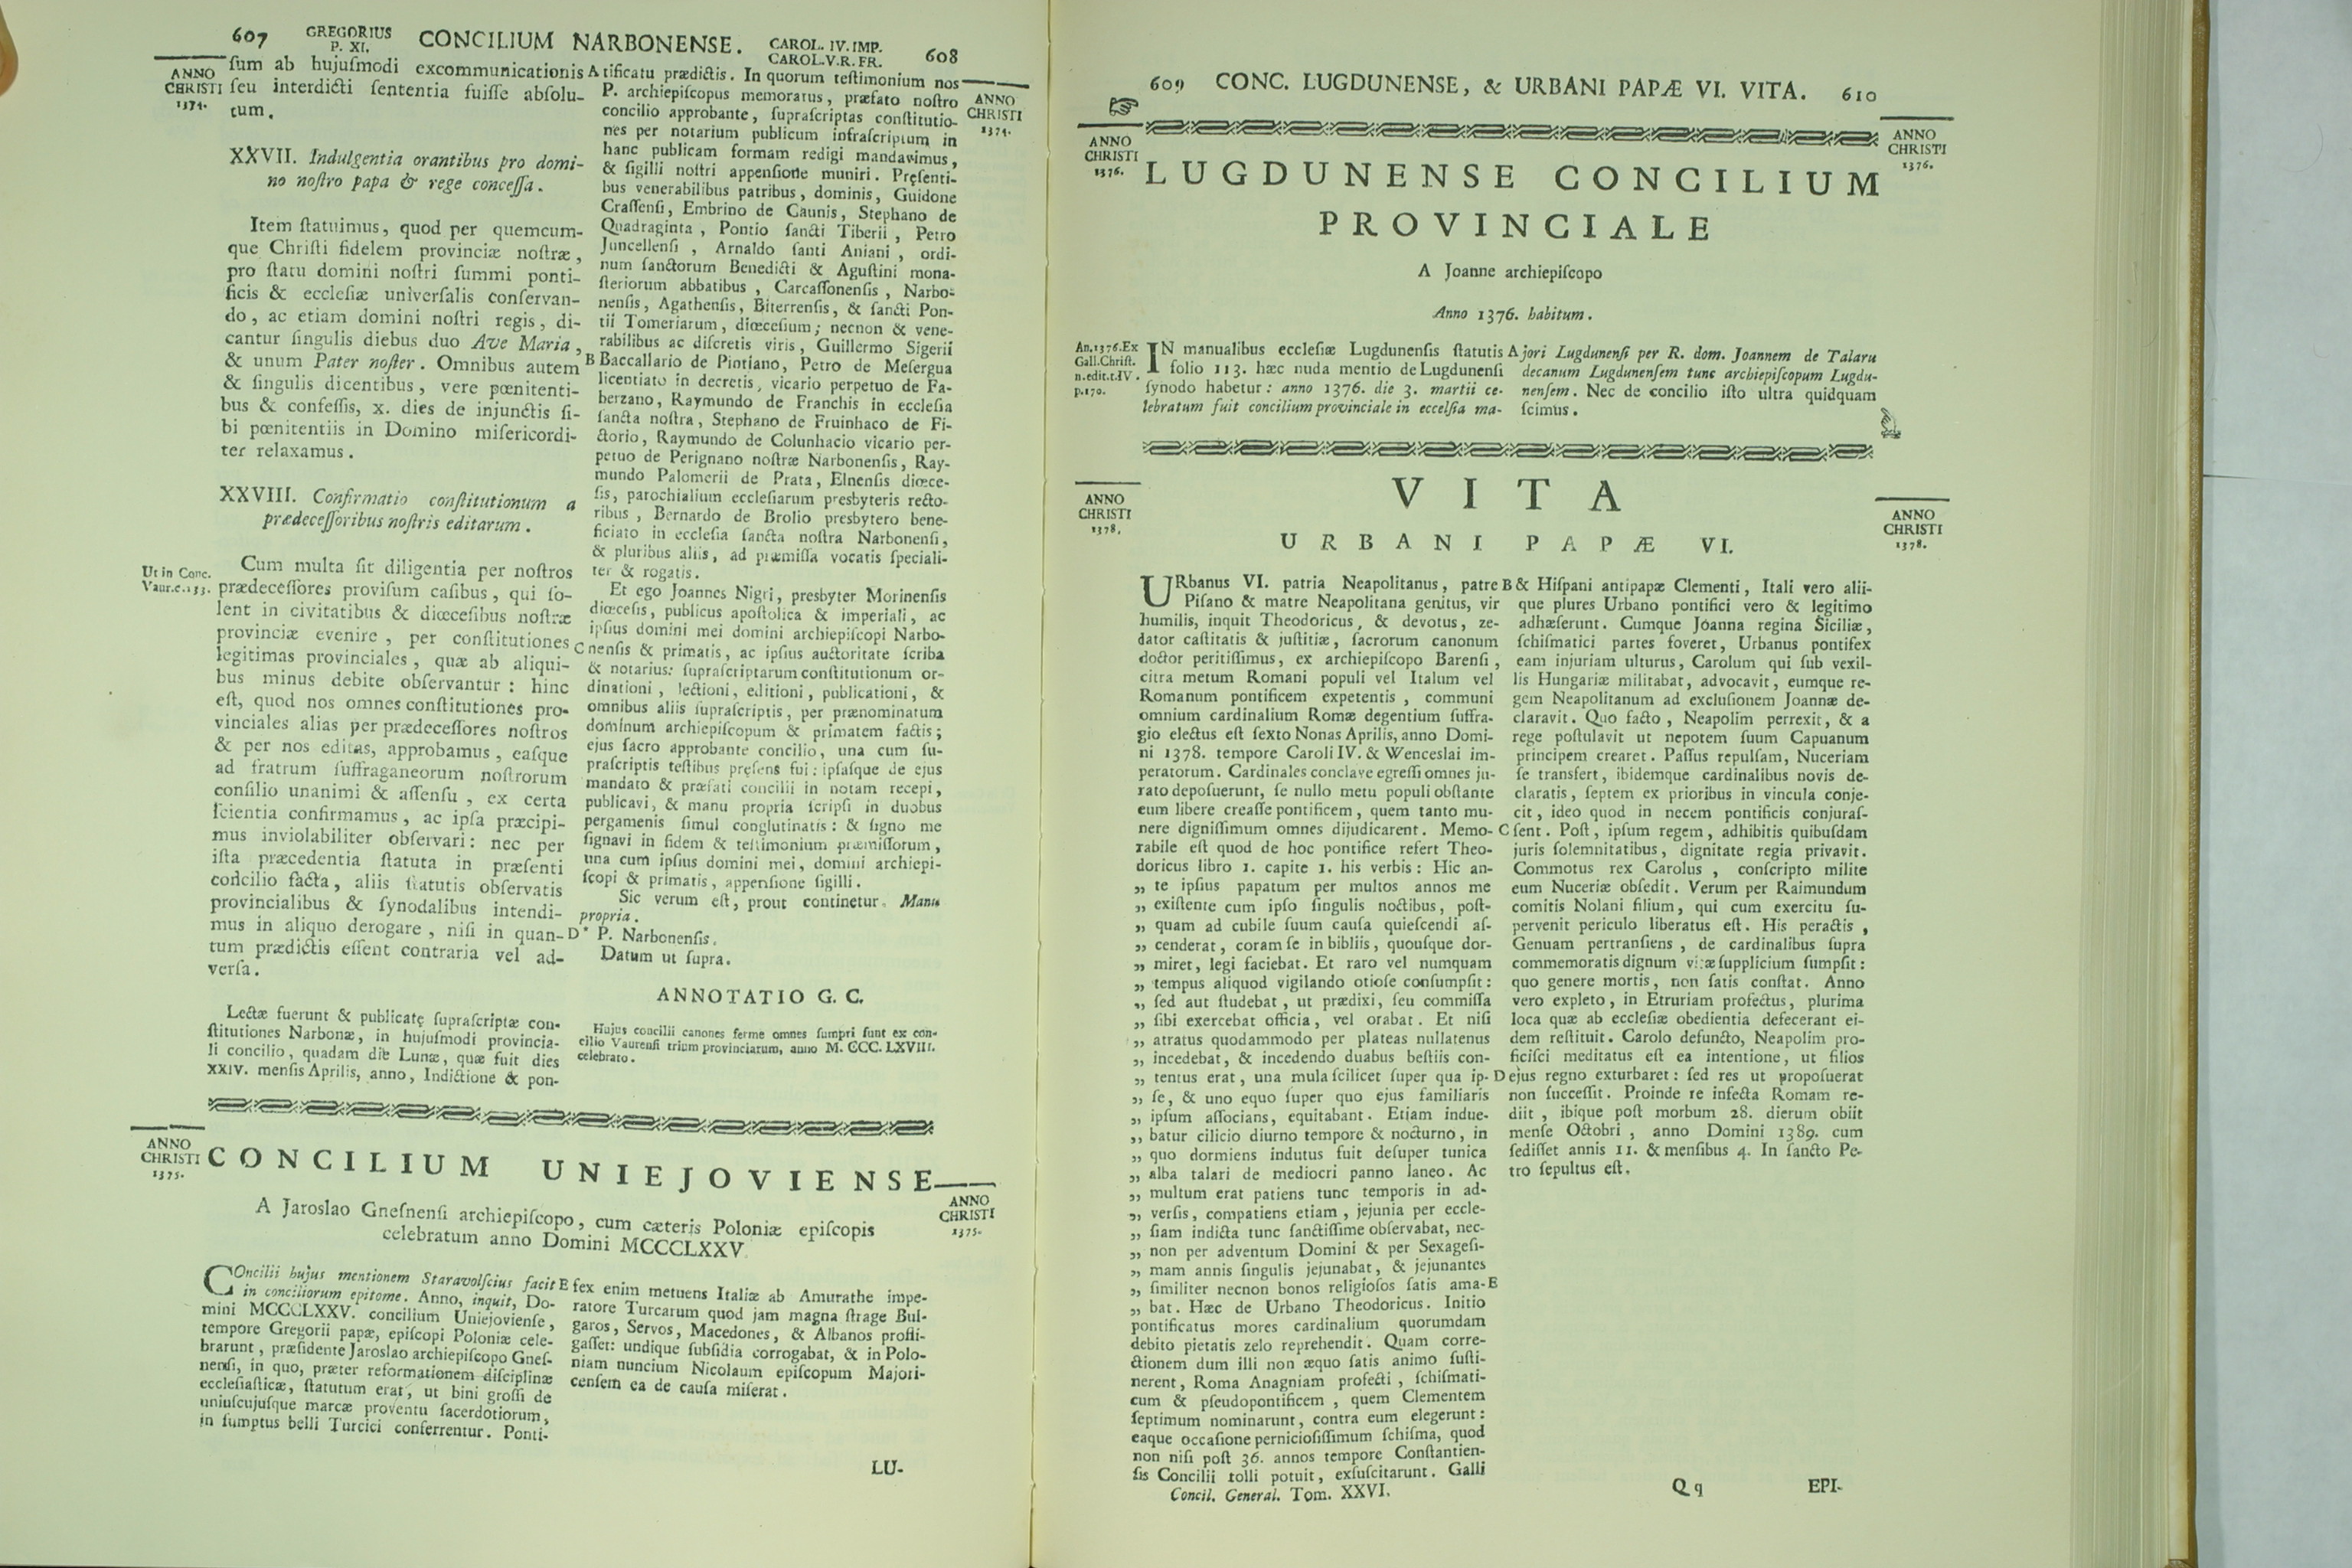 607 GREGORIUS P. XI. CONCILIUM NARBONENSE. CAROL. IV. IMP. CAROL. V. R. FR. 608
ANNO
CHRISTI
1374.
ſum ab hujuſmodi excommunicationis
ſeu interdicti ſententia fuiſſe abſolu-
tum.
XXVII. Indulgentia orantibus pro domi-
no noſtro papa & rege conceſſa.
Item ſtatuimus, quod per quemcum-
que Chriſti fidelem provinciæ noſtræ,
pro ſtatu domini noſtri ſummi ponti-
ficis & eccleſiæ univerſalis conſervan-
do, ac etiam domini noſtri regis, di-
cantur ſingulis diebus duo Ave Maria,
& unum Pater noſter. Omnibus autem
& ſingulis dicentibus, vere pœnitenti-
bus & confeſſis, x. dies de injunctis ſi-
bi pœnitentiis in Domino miſericordi-
ter relaxamus.
XXVIII. Confirmatio conſtitutionum a
prædeceſſoribus noſtris editarum.
Ut in Conc.
Vaur.c.133.
Cum multa ſit diligentia per noſtros
prædeceſſores proviſum caſibus, qui ſo-
lent in civitatibus & diœceſibus noſtræ
provinciæ evenire, per conſtitutiones
legitimas provinciales, quæ ab aliqui-
bus minus debite obſervantur: hinc
eſt, quod nos omnes conſtitutiones pro-
vinciales alias per prædeceſſores noſtros
& per nos editas, approbamus, eaſque
ad fratrum ſuffraganeorum noſtrorum
conſilio unanimi & aſſenſu, ex certa
ſcientia confirmamus, ac ipſa præcipi-
mus inviolabiliter obſervari: nec per
iſta præcedentia ſtatuta in præſenti
concilio facta, aliis ſtatutis obſervatis
provincialibus & ſynodalibus intendi-
mus in aliquo derogare, niſi in quan-
tum prædictis eſſent contraria vel ad-
verſa.
Lectæ fuerunt & publicatę ſupraſcriptæ con-
ſtitutiones Narbonæ, in hujuſmodi provincia-
li concilio, quadam die Lunæ, quæ fuit dies
XXIV. menſis Aprilis, anno, Indictione & pon-
A tificatu prædictis. In quorum teſtimonium nos
P. archiepiſcopus memoratus, præfato noſtro
concilio approbante, ſupraſcriptas conſtitutio-
nes per notarium publicum infraſcriptum in
hanc publicam formam redigi mandavimus,
& ſigilli noſtri appenſione muniri. Pręſenti-
bus venerabilibus patribus, dominis, Guidone
Craſſenſi, Embrino de Caunis, Stephano de
Quadraginta, Pontio ſancti Tiberii, Petro
Juncellenſi, Arnaldo ſanti Aniani, ordi-
num ſanctorum Benedicti & Aguſtini mona-
ſteriorum abbatibus, Carcaſſonenſis, Narbo-
nenſis, Agathenſis, Biterrenſis, & ſancti Pon-
tii Tomeriarum, diœceſium; necnon & vene-
rabilibus ac diſcretis viris, Guillermo Sigerii
B Baccallario de Piotiano, Petro de Meſergua
licentiato in decretis, vicario perpetuo de Fa-
berzano, Raymundo de Franchis in eccleſia
ſancta noſtra, Stephano de Fruinhaco de Fi-
ctorio, Raymundo de Colunhacio vicario per-
petuo de Perignano noſtræ Narbonenſis, Ray-
mundo Palomerii de Prata, Elnenſis diœce-
ſis, parochialium eccleſiarum presbyteris recto-
ribus, Bernardo de Brolio presbytero bene-
ficiato in eccleſia ſancta noſtra Narbonenſi,
& pluribus aliis, ad præmiſſa vocatis ſpeciali-
ter & rogatis.
Et ego Joannes Nigri, presbyter Morinenſis
diœceſis, publicus apoſtolica & imperiali, ac
ipſius domini mei domini archiepiſcopi Narbo-
C nenſis & primatis, ac ipſius auctoritate ſcriba
& notarius: ſupraſcriptarum conſtitutionum or-
dinationi, lectioni, editioni, publicationi, &
omnibus aliis ſupraſcriptis, per prænominatum
dominum archiepiſcopum & primatem factis;
ejus ſacro approbante concilio, una cum ſu-
praſcriptis teſtibus pręſens fui: ipſaſque de ejus
mandato & præfati concilii in notam recepi,
publicavi, & manu propria ſcripſi in duobus
pergamenis ſimul conglutinatis: & ſigno me
ſignavi in fidem & teſtimonium præmiſſorum,
una cum ipſius domini mei, domini archiepi-
ſcopi & primatis, appenſione ſigilli.
Sic verum eſt, prout continetur. Manu
propria.
D * P. Narbonenſis.
Datum ut ſupra.
ANNOTATIO G. C.
Hujus concilii canones ferme omnes ſumpti ſunt ex con-
cilio Vaurenſi trium provinciarum, anno M. CCC. LXVIII.
celebrato.
ANNO
CHRISTI
1374.
ANNO
CHRISTI
1375.
CONCILIUM UNIEJOVIENSE
A Jaroslao Gneſnenſi archiepiſcopo, cum cæteris Poloniæ epiſcopis
celebratum anno Domini MCCCLXXV.
ANNO
CHRISTI
1375.
COncilii hujus mentionem Staravolſcius facit
in conciliorum epitome. Anno, inquit, Do-
mini MCCCLXXV. concilium Uniejovienſe,
tempore Gregorii papæ, epiſcopi Poloniæ cele-
brarunt, præſidente Jaroslao archiepiſcopo Gneſ-
nenſi, in quo, præter reformationem diſciplinæ
eccleſiaſticæ, ſtatutum erat, ut bini groſſi de
uniuſcujuſque marcæ proventu ſacerdotiorum,
in ſumptus belli Turcici conferrentur. Ponti-
E fex enim metuens Italiæ ab Amurathe impe-
ratore Turcarum quod jam magna ſtrage Bul-
garos, Servos, Macedones, & Albanos profli-
gaſſet: undique ſubſidia corrogabat, & in Polo-
niam nuncium Nicolaum epiſcopum Majori-
cenſem ea de cauſa miſerat.
LU-
609 CONC. LUGDUNENSE, & URBANI PAPÆ VI. VITA. 610
ANNO
CHRISTI
1376.
LUGDUNENSE CONCILIUM
PROVINCIALE
A Joanne archiepiſcopo
Anno 1376. habitum.
ANNO
CHRISTI
1376.
An.1376.Ex
Gall.Chriſt.
n.edit.t.IV.
p.170.
IN manualibus eccleſiæ Lugdunenſis ſtatutis
folio 113. hæc nuda mentio de Lugdunenſi
ſynodo habetur: anno 1376. die 3. martii ce-
lebratum fuit concilium provinciale in eccelſia ma-
A jori Lugdunenſi per R. dom. Joannem de Talaru
decanum Lugdunenſem tunc archiepiſcopum Lugdu-
nenſem. Nec de concilio iſto ultra quidquam
ſcimus.
ANNO
CHRISTI
1378.
VITA
URBANI PAPÆ VI.
ANNO
CHRISTI
1378.
URbanus VI. patria Neapolitanus, patre
Piſano & matre Neapolitana genitus, vir
humilis, inquit Theodoricus, & devotus, ze-
dator caſtitatis & juſtitiæ, ſacrorum canonum
doctor peritiſſimus, ex archiepiſcopo Barenſi,
citra metum Romani populi vel Italum vel
Romanum pontificem expetentis, communi
omnium cardinalium Romæ degentium ſuffra-
gio electus eſt ſexto Nonas Aprilis, anno Domi-
ni 1378. tempore Caroli IV. & Wenceslai im-
peratorum. Cardinales conclave egreſſi omnes ju-
rato depoſuerunt, ſe nullo metu populi obſtante
eum libere creaſſe pontificem, quem tanto mu-
nere digniſſimum omnes dijudicarent. Memo-
rabile eſt quod de hoc pontifice refert Theo-
doricus libro 1. capite 1. his verbis: Hic an-
„ te ipſius papatum per multos annos me
„ exiſtente cum ipſo ſingulis noctibus, poſt-
„ quam ad cubile ſuum cauſa quieſcendi aſ-
„ cenderat, coram ſe in bibliis, quouſque dor-
„ miret, legi faciebat. Et raro vel numquam
„ tempus aliquod vigilando otioſe conſumpſit:
„ ſed aut ſtudebat, ut prædixi, ſeu commiſſa
„ ſibi exercebat officia, vel orabat. Et niſi
„ atratus quodammodo per plateas nullatenus
„ incedebat, & incedendo duabus beſtiis con-
„ tentus erat, una mula ſcilicet ſuper qua ip-
„ ſe, & uno equo ſuper quo ejus familiaris
„ ipſum aſſocians, equitabant. Etiam indue-
„ batur cilicio diurno tempore & nocturno, in
„ quo dormiens indutus fuit deſuper tunica
„ alba talari de mediocri panno laneo. Ac
„ multum erat patiens tunc temporis in ad-
„ verſis, compatiens etiam, jejunia per eccle-
„ ſiam indicta tunc ſanctiſſime obſervabat, nec-
„ non per adventum Domini & per Sexageſi-
„ mam annis ſingulis jejunabat, & jejunantes
„ ſimiliter necnon bonos religioſos ſatis ama-
„ bat. Hæc de Urbano Theodoricus. Initio
pontificatus mores cardinalium quorumdam
debito pietatis zelo reprehendit. Quam corre-
ctionem dum illi non æquo ſatis animo ſuſti-
nerent, Roma Anagniam profecti, ſchiſmati-
cum & pſeudopontificem, quem Clementem
ſeptimum nominarunt, contra eum elegerunt:
eaque occaſione pernicioſiſſimum ſchiſma, quod
non niſi poſt 36. annos tempore Conſtantien-
ſis Concilii tolli potuit, exſuſcitarunt. Galli
B & Hiſpani antipapæ Clementi, Itali vero alii-
que plures Urbano pontifici vero & legitimo
adhæſerunt. Cumque Joanna regina Siciliæ,
ſchiſmatici partes foveret, Urbanus pontifex
eam injuriam ulturus, Carolum qui ſub vexil-
lis Hungariæ militabat, advocavit, eumque re-
gem Neapolitanum ad excluſionem Joannæ de-
claravit. Quo facto, Neapolim perrexit, & a
rege poſtulavit ut nepotem ſuum Capuanum
principem crearet. Paſſus repulſam, Nuceriam
ſe transfert, ibidemque cardinalibus novis de-
claratis, ſeptem ex prioribus in vincula conje-
cit, ideo quod in necem pontificis conjuraſ-
C ſent. Poſt, ipſum regem, adhibitis quibuſdam
juris ſolemnitatibus, dignitate regia privavit.
Commotus rex Carolus, conſcripto milite
eum Nuceriæ obſedit. Verum per Raimundum
comitis Nolani filium, qui cum exercitu ſu-
pervenit periculo liberatus eſt. His peractis,
Genuam pertranſiens, de cardinalibus ſupra
commemoratis dignum vitæ ſupplicium ſumpſit:
quo genere mortis, non ſatis conſtat. Anno
vero expleto, in Etruriam profectus, plurima
loca quæ ab eccleſiæ obedientia defecerant ei-
dem reſtituit. Carolo defuncto, Neapolim pro-
ficiſci meditatus eſt ea intentione, ut filios
D ejus regno exturbaret: ſed res ut propoſuerat
non ſucceſſit. Proinde re infecta Romam re-
diit, ibique poſt morbum 28. dierum obiit
menſe Octobri, anno Domini 1389. cum
ſediſſet annis 11. & menſibus 4. In ſancto Pe-
tro ſepultus eſt.
E
Concil. General. Tom. XXVI. Qq EPI-